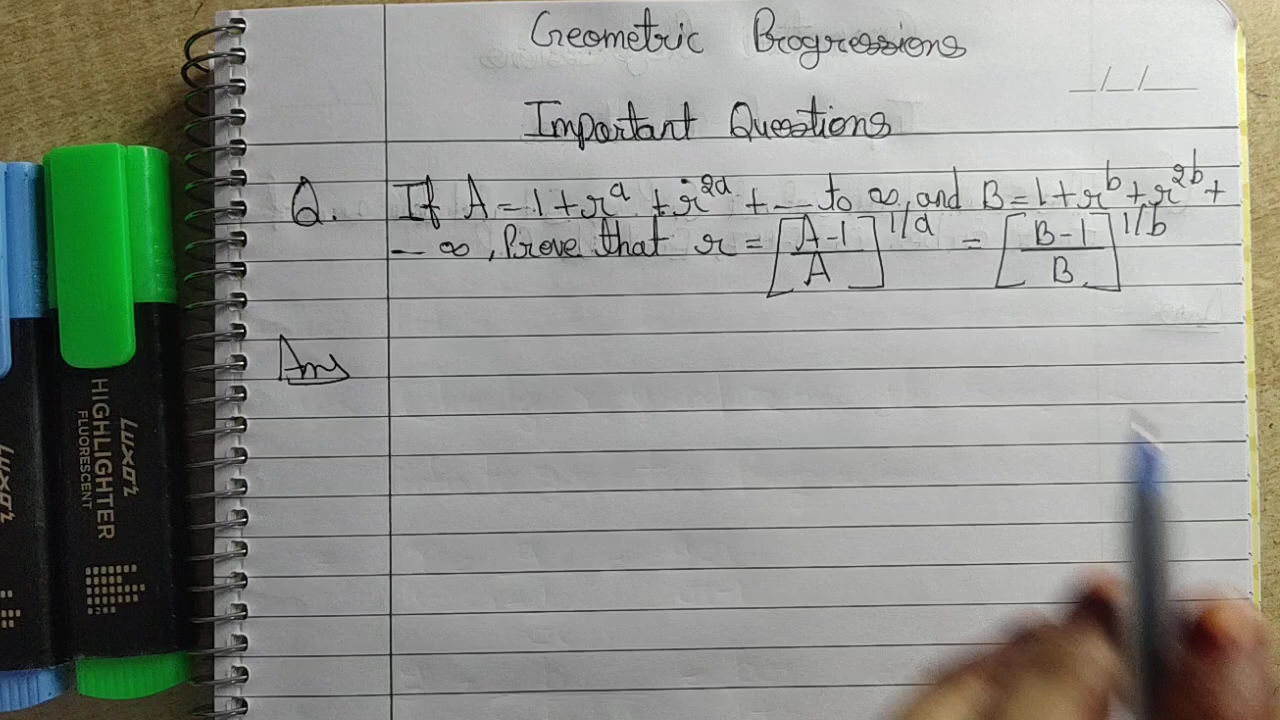 Geometric Progressions
_/_/__
Important Questions
Q. If A = 1 + r^a + r^2a + --- to ∞, and B = 1 + r^b + r^2b +
--- ∞, Prove that r = [A-1/A]^1/a = [B-1/B]^1/b
Ans
LUXOR
HIGHLIGHTER
FLUORESCENT
LUXOR